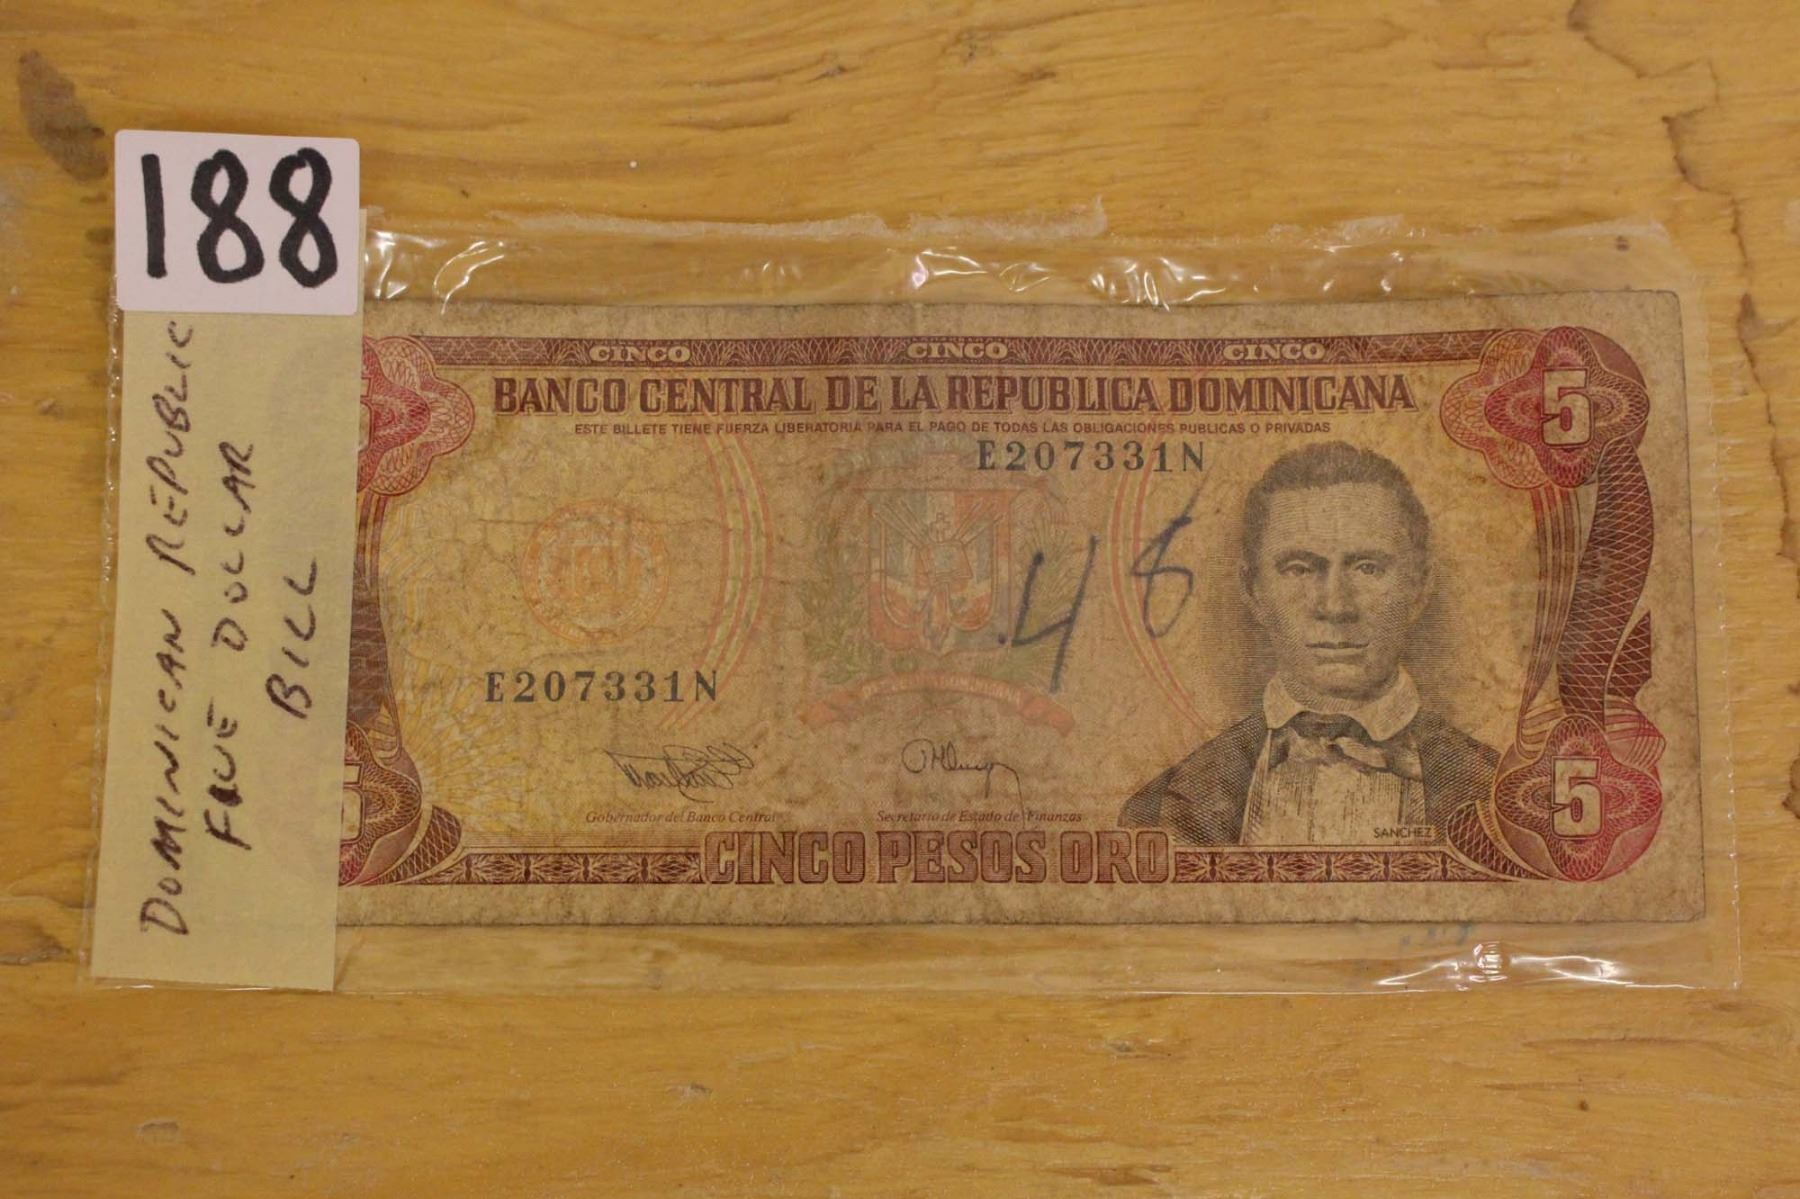 188
DOMINICAN REPUBLIC
FIVE DOLLAR
BILL
CINCO CINCO CINCO
BANCO CENTRAL DE LA REPUBLICA DOMINICANA
ESTE BILLETE TIENE FUERZA LIBERATORIA PARA EL PAGO DE TODAS LAS OBLIGACIONES PUBLICAS O PRIVADAS
5
E207331N
.48
E207331N
Gobernador del Banco Central
Secretario de Estado de Finanzas
SANCHEZ
5
CINCO PESOS ORO